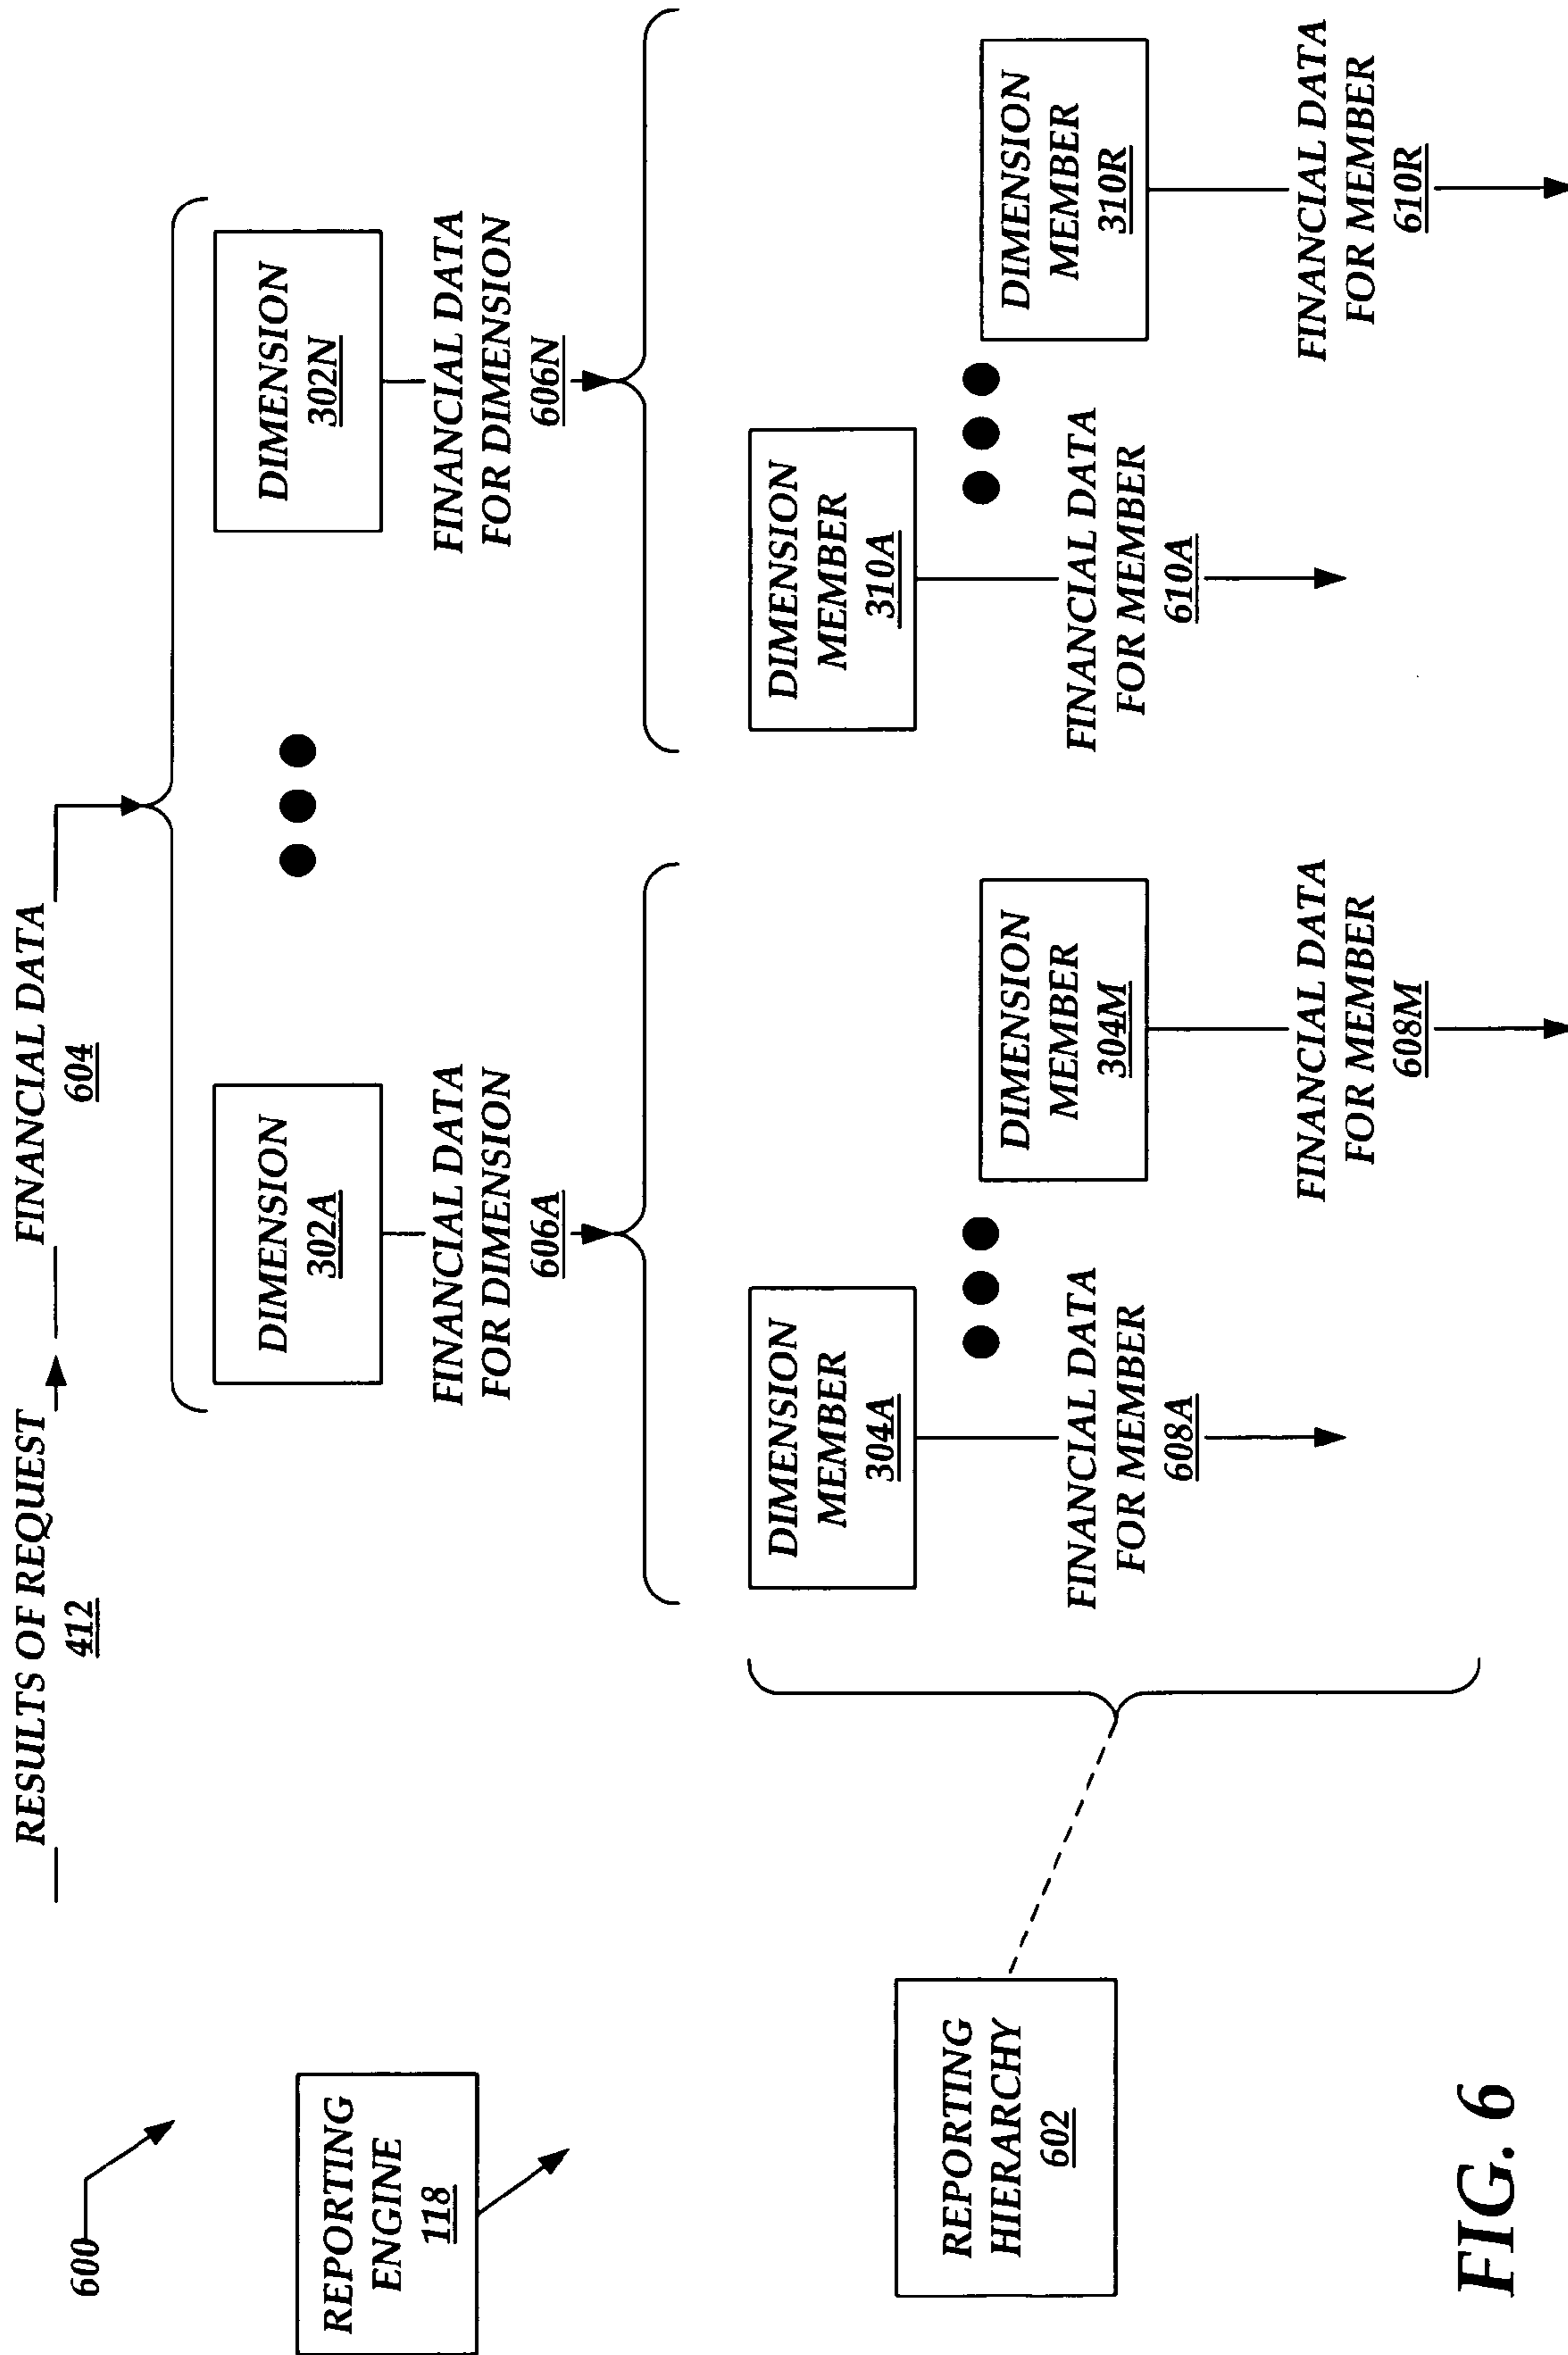 600
RESULTS OF REQUEST
412
FINANCIAL DATA
604
REPORTING
ENGINE
118
DIMENSION
302A
DIMENSION
302N
FINANCIAL DATA
FOR DIMENSION
606A
FINANCIAL DATA
FOR DIMENSION
606N
REPORTING
HIERARCHY
602
DIMENSION
MEMBER
304A
FINANCIAL DATA
FOR MEMBER
608A
DIMENSION
MEMBER
304M
FINANCIAL DATA
FOR MEMBER
608M
DIMENSION
MEMBER
310A
FINANCIAL DATA
FOR MEMBER
610A
DIMENSION
MEMBER
310R
FINANCIAL DATA
FOR MEMBER
610R
FIG. 6